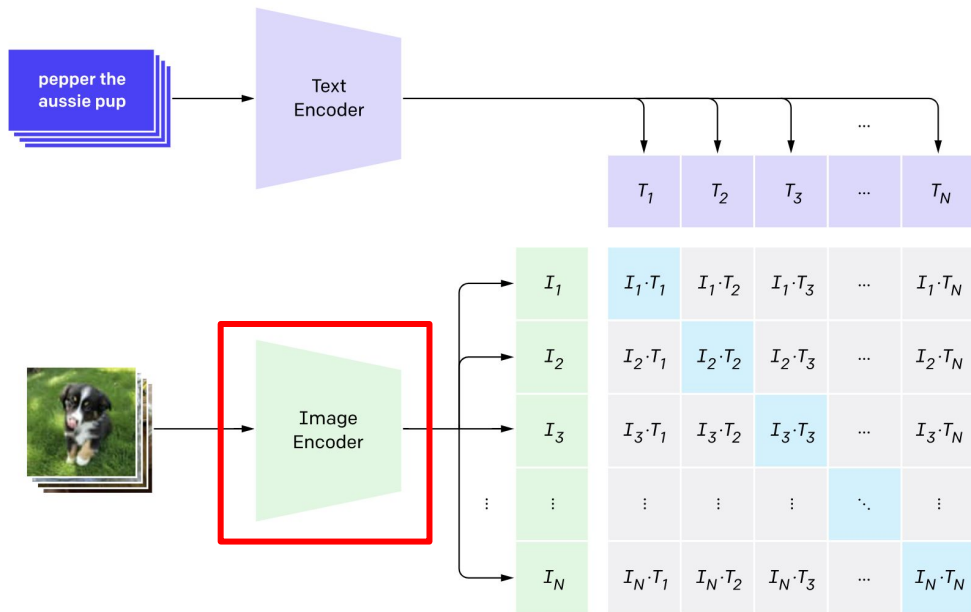 pepper the
aussie pup
Text
Encoder
...
T1 T2 T3 ... TN
I1 I1·T1 I1·T2 I1·T3 ... I1·TN
I2 I2·T1 I2·T2 I2·T3 ... I2·TN
Image
Encoder
I3 I3·T1 I3·T2 I3·T3 ... I3·TN
⋮ ⋮ ⋮ ⋮ ⋮ ⋱ ⋮
IN IN·T1 IN·T2 IN·T3 ... IN·TN